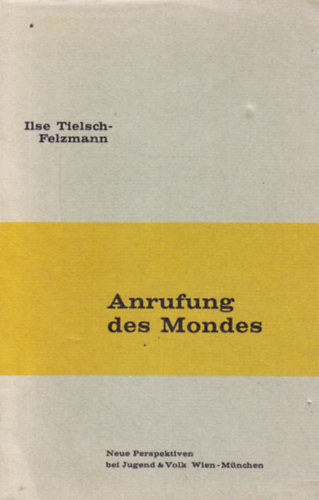 Ilse Tielsch-
Felzmann
Anrufung
des Mondes
Neue Perspektiven
bei Jugend & Volk Wien-München